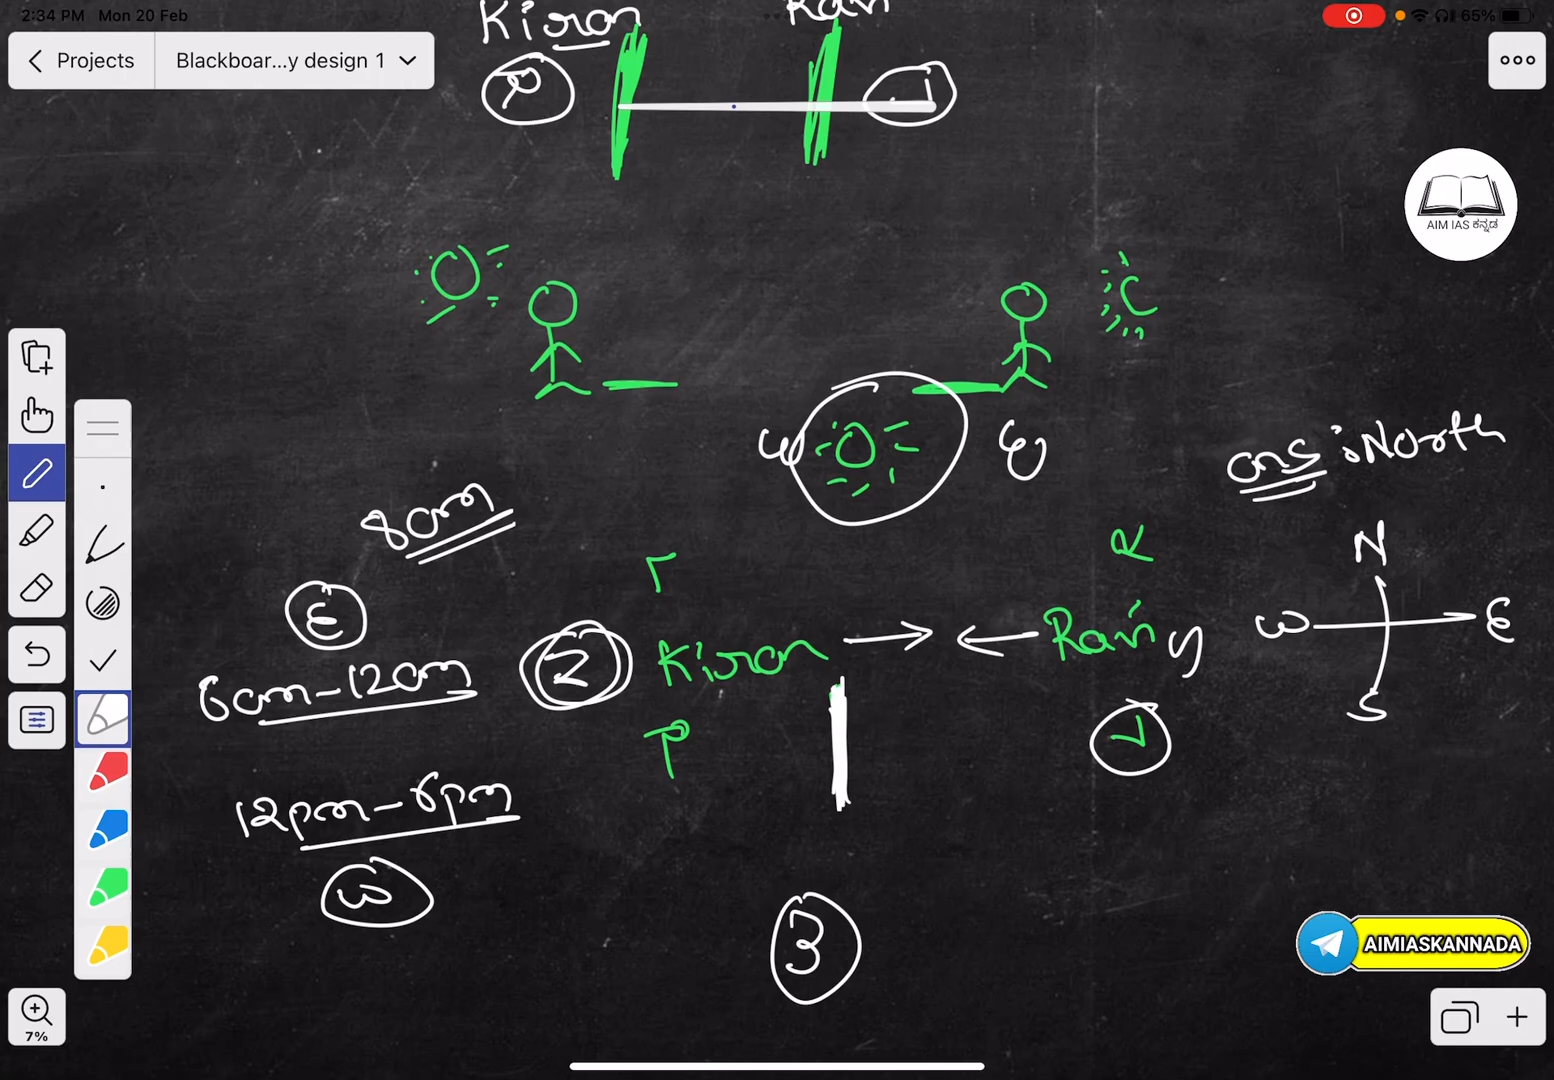 2:34 PM Mon 20 Feb
65%
Kiran
Ravi
Projects
Blackboar...y design 1
AIM IAS ಕನ್ನಡ
W
E
ans : North
8am
N
E
2
Kiran → ← Ravi
W
E
6am - 12am
S
12pm - 6pm
W
3
AIMIASKANNADA
7%